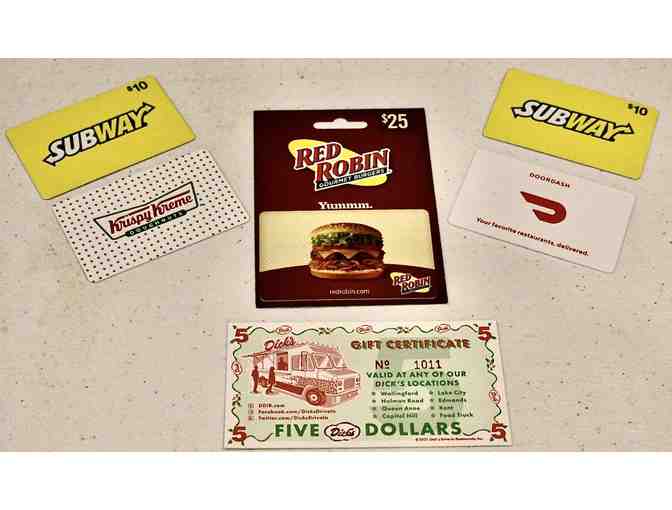 $10
SUBWAY
Krispy Kreme
DOUGHNUTS
$25
RED ROBIN
GOURMET BURGERS
Yummm.
redrobin.com
RED ROBIN
$10
SUBWAY
DOORDASH
Your favorite restaurants, delivered.
5 Dick's 5
Dick's
GIFT CERTIFICATE
No 1011
VALID AT ANY OF OUR
DICK'S LOCATIONS
Wallingford Lake City
Holman Road Edmonds
Queen Anne Kent
Capitol Hill Food Truck
DDIR.com
Facebook.com/DicksDriveIn
Twitter.com/DicksDriveIn
5 FIVE Dick's DOLLARS 5